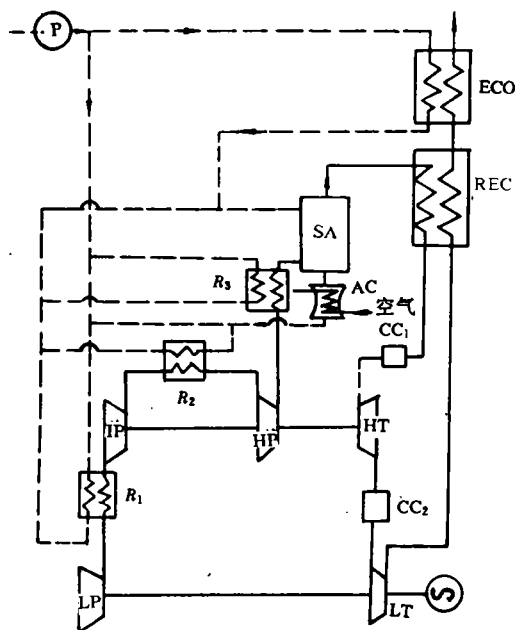 P
ECO
REC
SA
R₃
AC
空气
CC₁
R₂
IP
HP
HT
R₁
CC₂
LP
LT
S